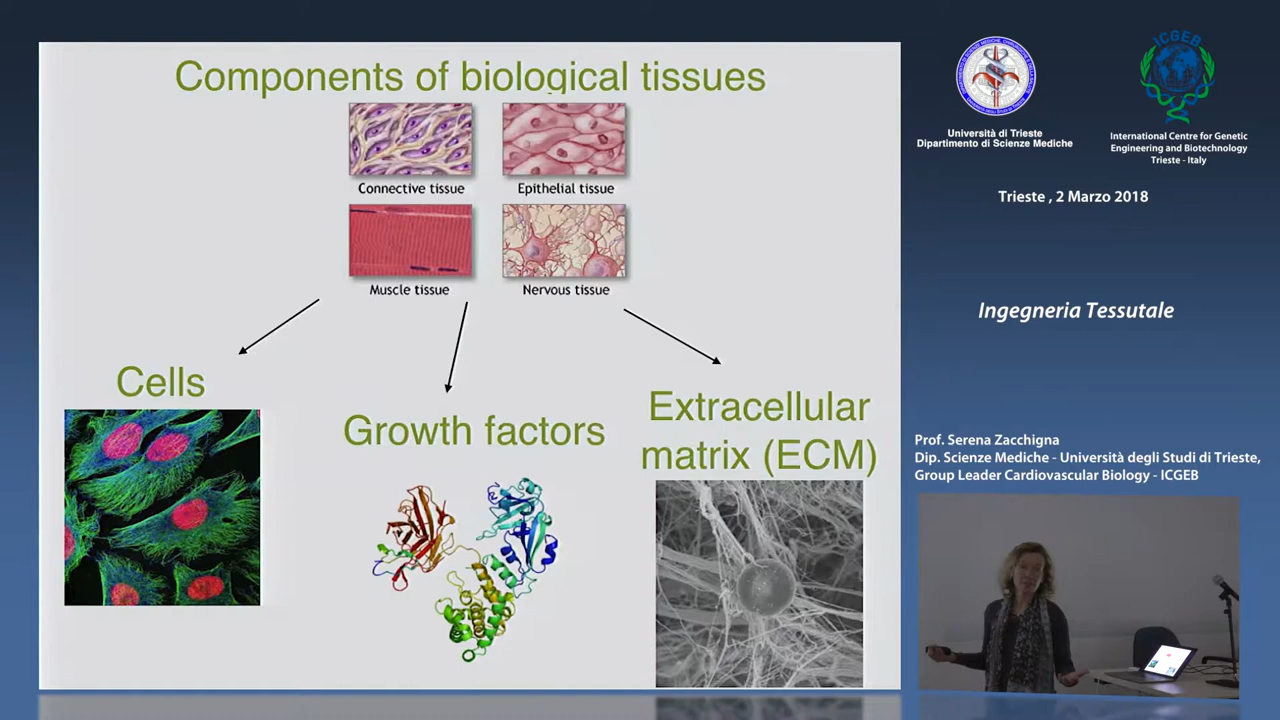 Components of biological tissues
Connective tissue
Epithelial tissue
Muscle tissue
Nervous tissue
Cells
Growth factors
Extracellular
matrix (ECM)
Università di Trieste
Dipartimento di Scienze Mediche
ICGEB
International Centre for Genetic
Engineering and Biotechnology
Trieste - Italy
Trieste , 2 Marzo 2018
Ingegneria Tessutale
Prof. Serena Zacchigna
Dip. Scienze Mediche - Università degli Studi di Trieste,
Group Leader Cardiovascular Biology - ICGEB